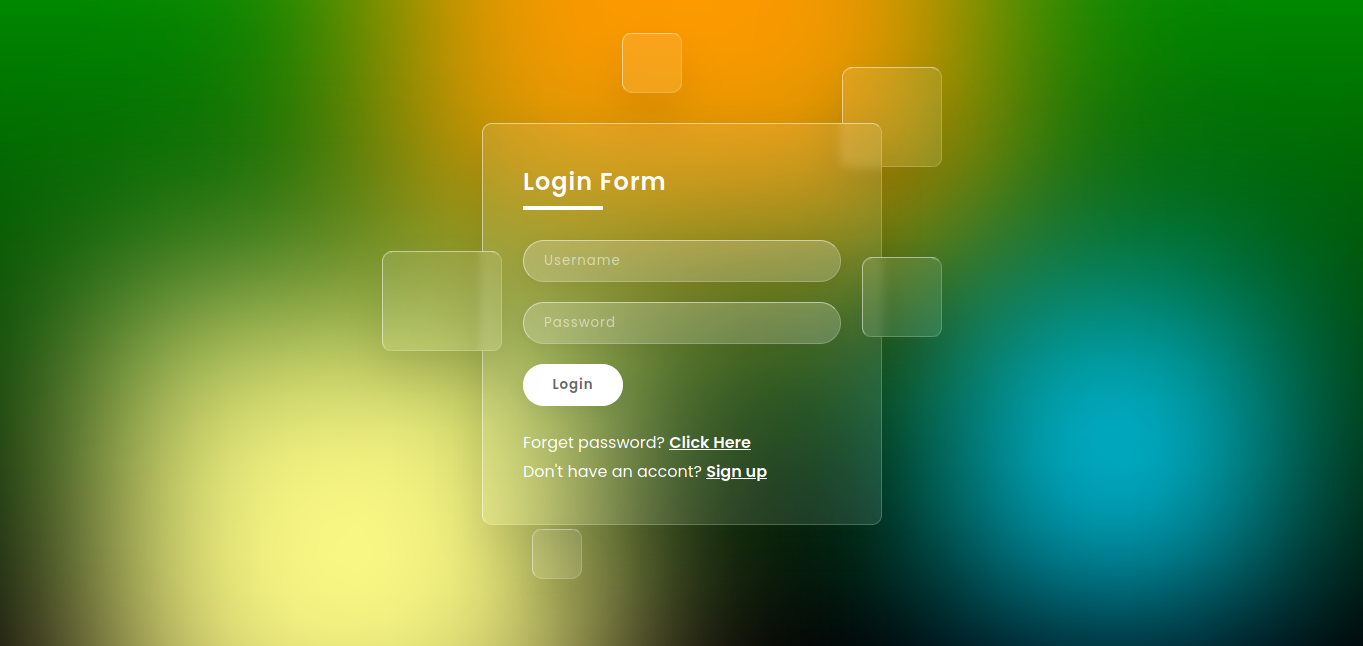 Login Form
Username
Password
Login
Forget password? Click Here
Don't have an accont? Sign up